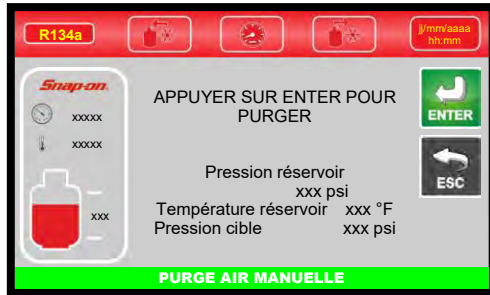 R134a
jj/mm/aaaa
hh:mm
Snap-on
xxxxx
xxxxx
xxx
APPUYER SUR ENTER POUR
PURGER
Pression réservoir
xxx psi
Température réservoir xxx °F
Pression cible xxx psi
ENTER
ESC
PURGE AIR MANUELLE